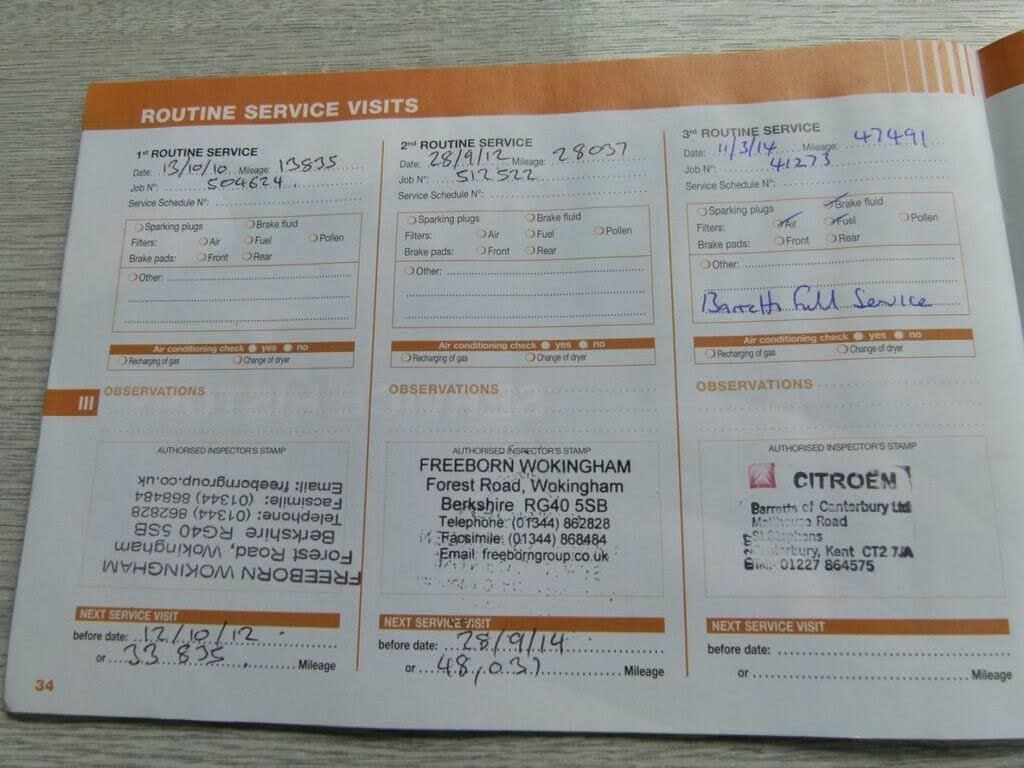 ROUTINE SERVICE VISITS
1st ROUTINE SERVICE
Date: 13/10/10 Mileage: 13835
Job N°: 504624
Service Schedule N°:
Sparking plugs Brake fluid
Filters: Air Fuel Pollen
Brake pads: Front Rear
Other:
Air conditioning check yes no
Recharging of gas Change of dryer
OBSERVATIONS
AUTHORISED INSPECTOR'S STAMP
FREEBORN WOKINGHAM
Forest Road, Wokingham
Berkshire RG40 5SB
Telephone: (01344) 862828
Facsimile: (01344) 868484
Email: freeborngroup.co.uk
NEXT SERVICE VISIT
before date: 12/10/12
or 33 835 Mileage
2nd ROUTINE SERVICE
Date: 28/9/12 Mileage: 28037
Job N°: 512522
Service Schedule N°:
Sparking plugs Brake fluid
Filters: Air Fuel Pollen
Brake pads: Front Rear
Other:
Air conditioning check yes no
Recharging of gas Change of dryer
OBSERVATIONS
AUTHORISED INSPECTOR'S STAMP
FREEBORN WOKINGHAM
Forest Road, Wokingham
Berkshire RG40 5SB
Telephone: (01344) 862828
Facsimile: (01344) 868484
Email: freeborngroup.co.uk
NEXT SERVICE VISIT
before date: 28/9/14
or 48,037 Mileage
3rd ROUTINE SERVICE
Date: 11/3/14 Mileage: 47491
Job N°: 41273
Service Schedule N°:
Sparking plugs Brake fluid
Filters: Air Fuel Pollen
Brake pads: Front Rear
Other:
Barretts Full Service
Air conditioning check yes no
Recharging of gas Change of dryer
OBSERVATIONS
AUTHORISED INSPECTOR'S STAMP
CITROËN
Barretts of Canterbury Ltd
Road
St Stephens
Canterbury, Kent CT2 7JA
01227 864575
NEXT SERVICE VISIT
before date:
or Mileage
III
34